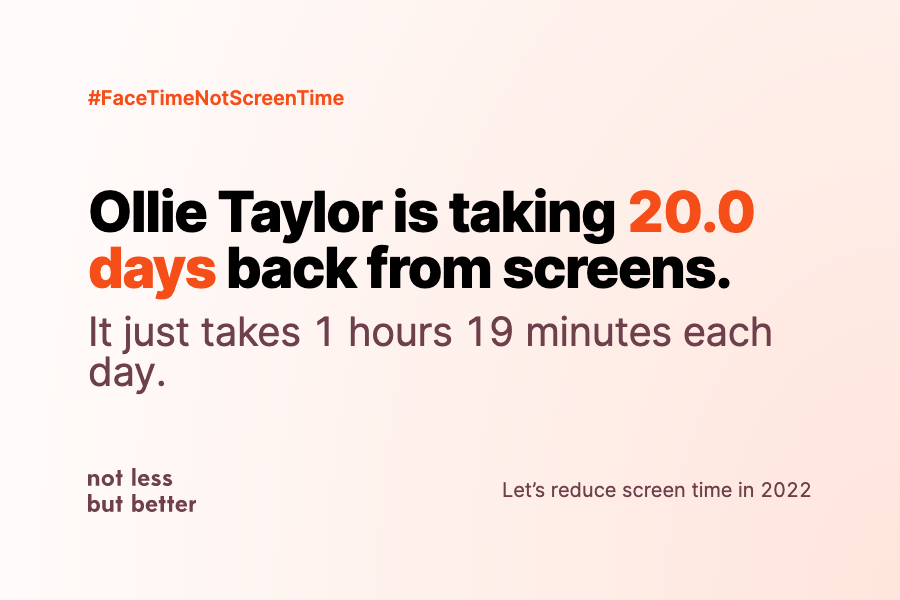 #FaceTimeNotScreenTime
Ollie Taylor is taking 20.0
days back from screens.
It just takes 1 hours 19 minutes each
day.
not less
but better
Let’s reduce screen time in 2022